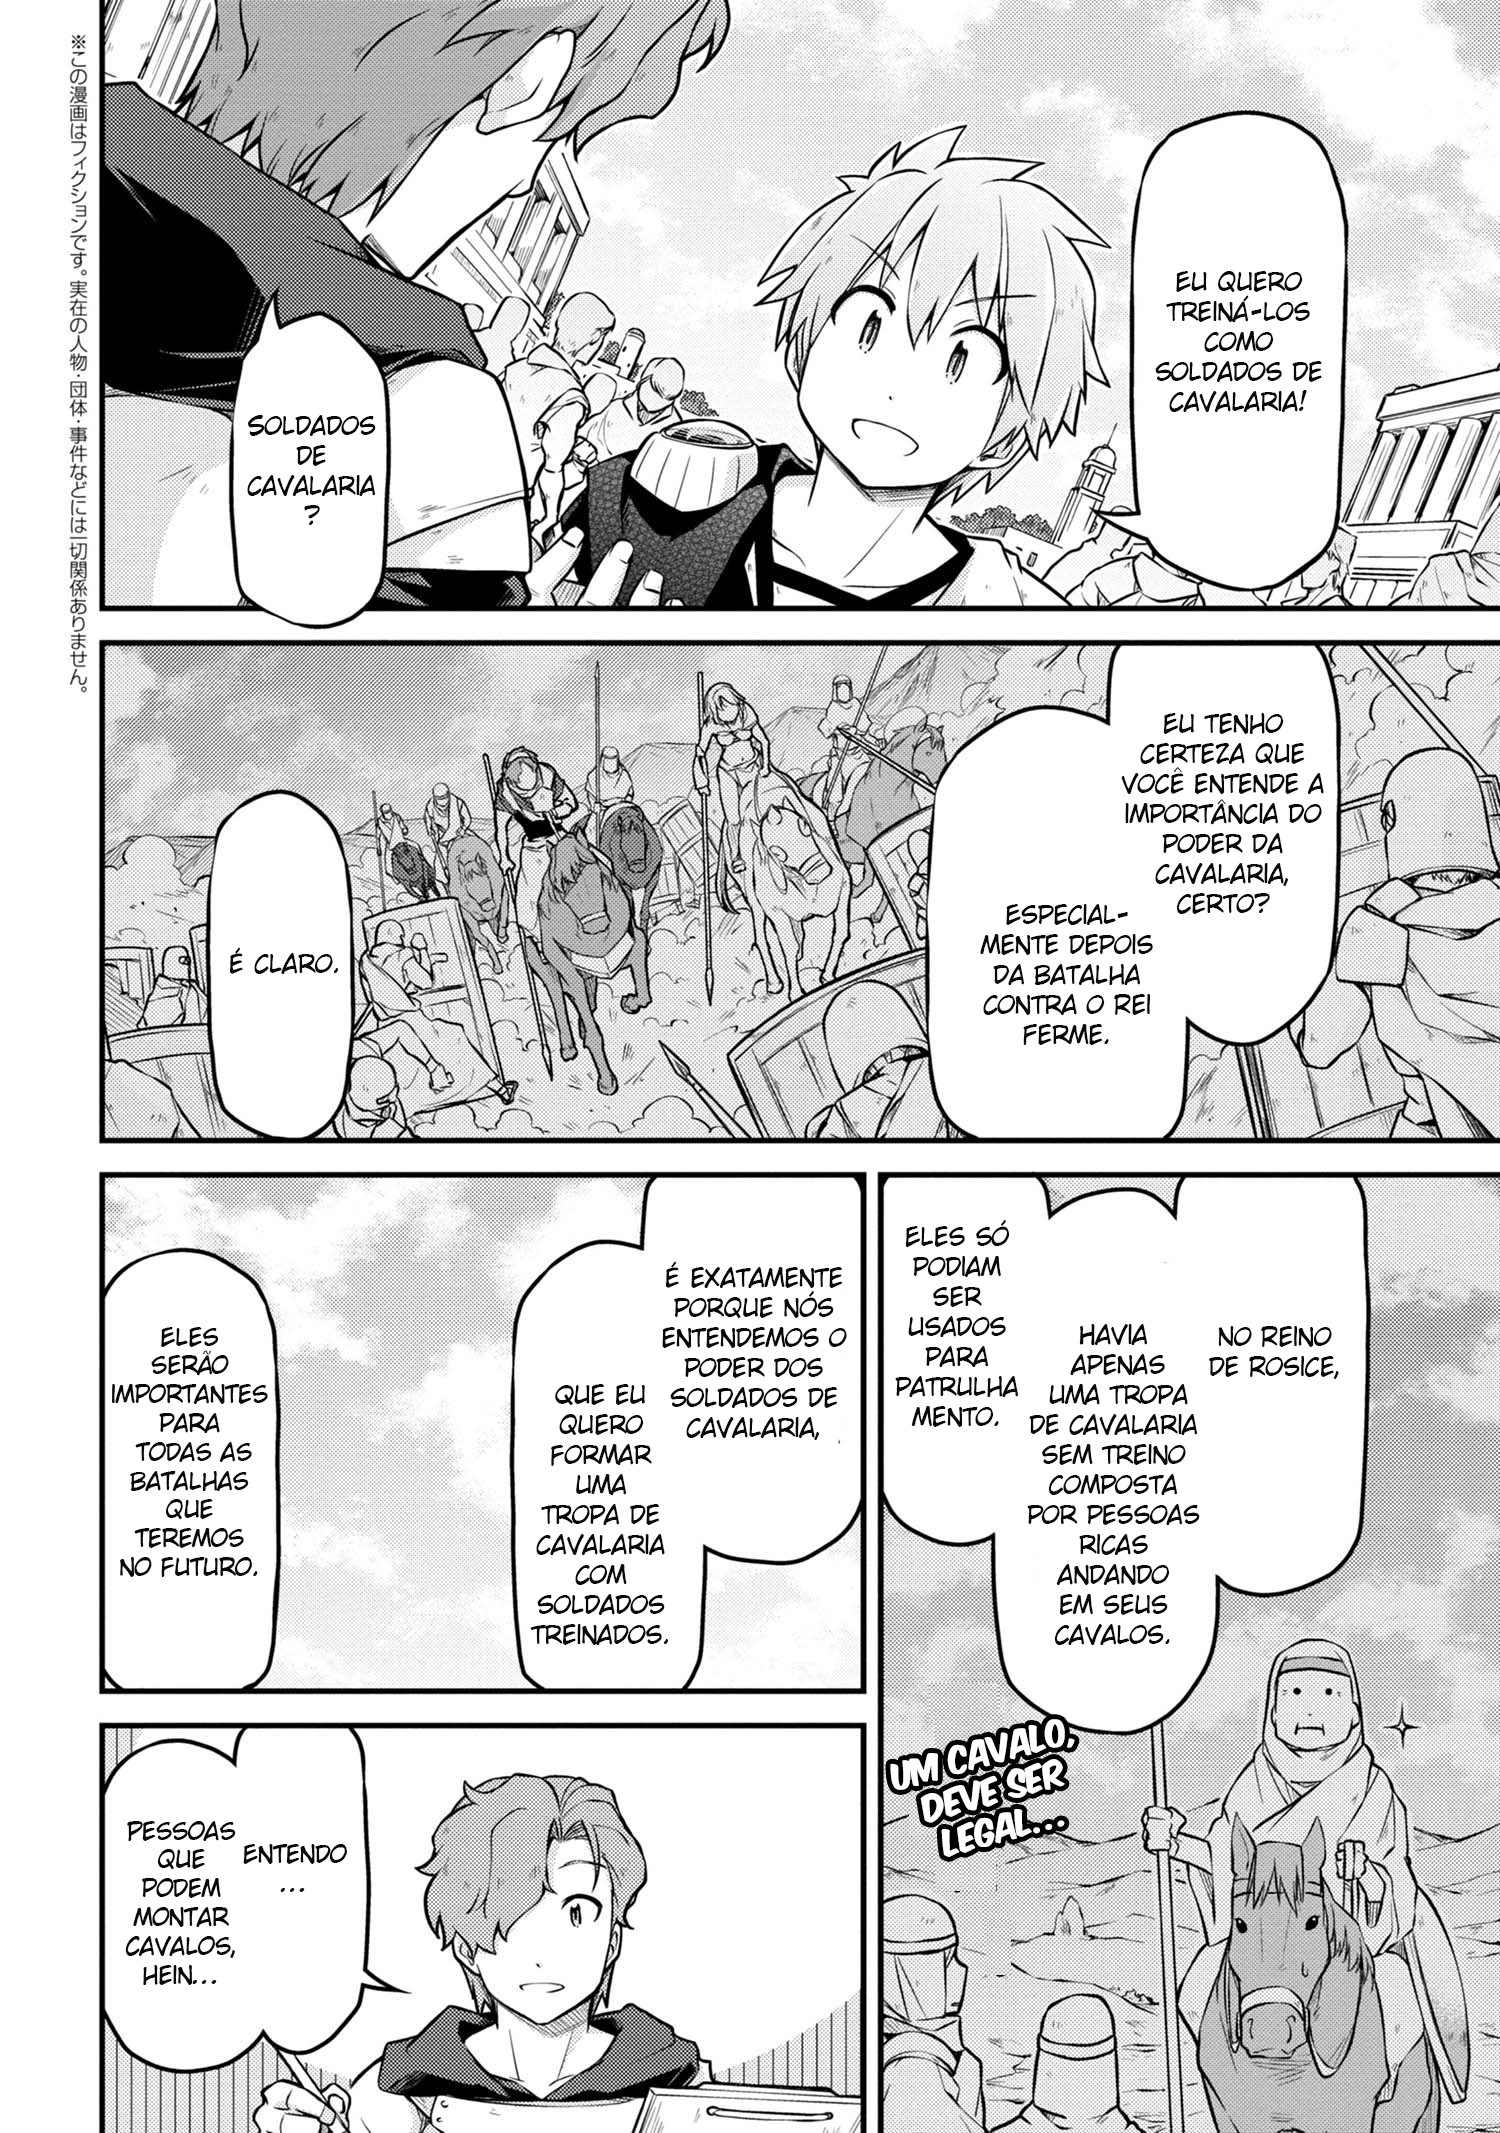 ※この漫画はフィクションです。実在の人物・団体・事件などには一切関係ありません。
EU QUERO
TREINÁ-LOS
COMO
SOLDADOS DE
CAVALARIA!
SOLDADOS
DE
CAVALARIA
?
EU TENHO
CERTEZA QUE
VOCÊ ENTENDE A
IMPORTÂNCIA DO
PODER DA
CAVALARIA,
CERTO?
ESPECIAL-
MENTE DEPOIS
DA BATALHA
CONTRA O REI
FERME.
É CLARO.
NO REINO
DE ROSICE,
HAVIA
APENAS
UMA TROPA
DE CAVALARIA
SEM TREINO
COMPOSTA
POR PESSOAS
RICAS
ANDANDO
EM SEUS
CAVALOS.
ELES SÓ
PODIAM
SER
USADOS
PARA
PATRULHA
MENTO.
UM CAVALO,
DEVE SER
LEGAL...
É EXATAMENTE
PORQUE NÓS
ENTENDEMOS O
PODER DOS
SOLDADOS DE
CAVALARIA,
QUE EU
QUERO
FORMAR
UMA
TROPA DE
CAVALARIA
COM
SOLDADOS
TREINADOS.
ELES
SERÃO
IMPORTANTES
PARA
TODAS AS
BATALHAS
QUE
TEREMOS
NO FUTURO.
ENTENDO
...
PESSOAS
QUE
PODEM
MONTAR
CAVALOS,
HEIN...